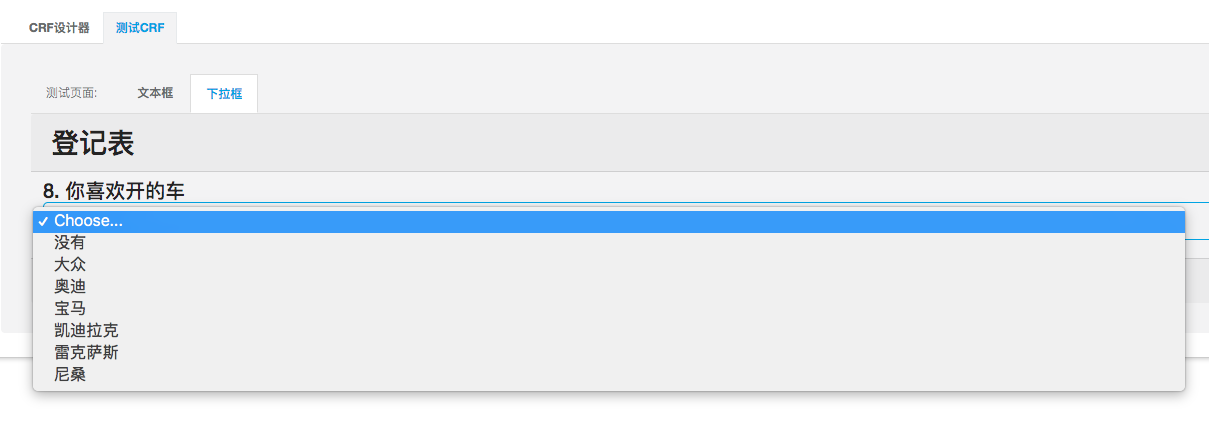 CRF设计器 测试CRF
测试页面: 文本框 下拉框
登记表
8. 你喜欢开的车
Choose...
没有
大众
奥迪
宝马
凯迪拉克
雷克萨斯
尼桑